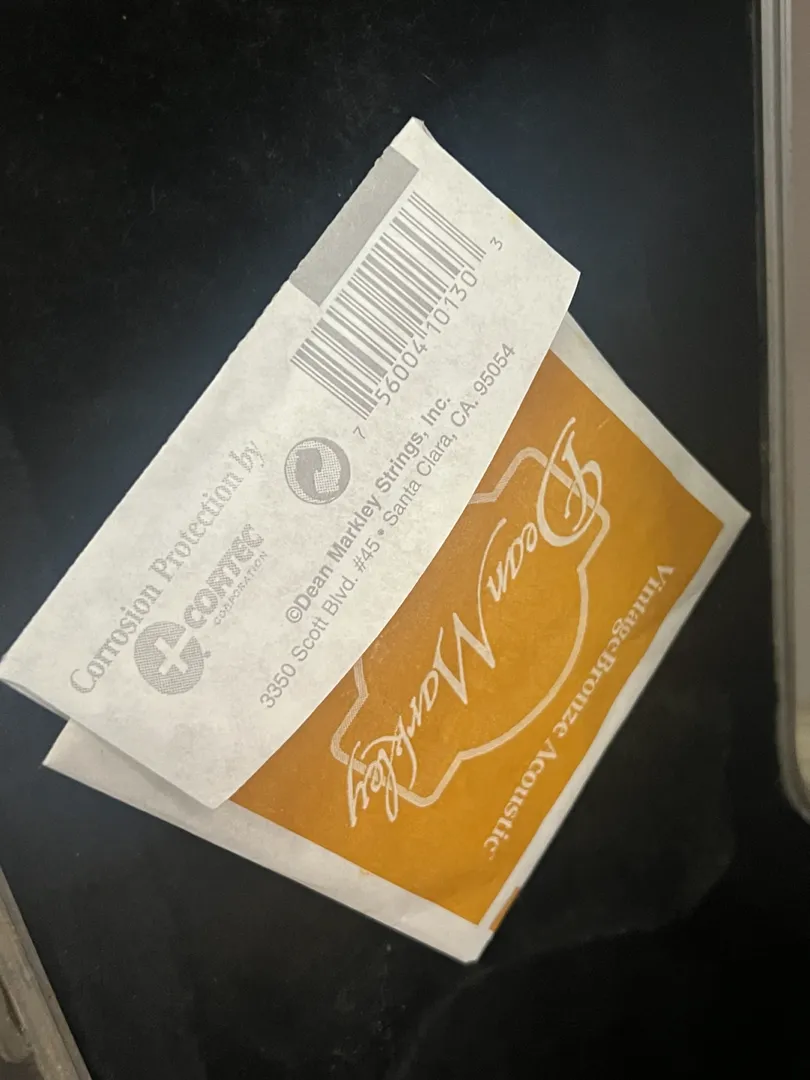 7 56004 10130 3
Corrosion Protection by
CORTEC
CORPORATION
©Dean Markley Strings, Inc.
3350 Scott Blvd. #45 • Santa Clara, CA. 95054
Dean Markley
VintageBronze Acoustic™